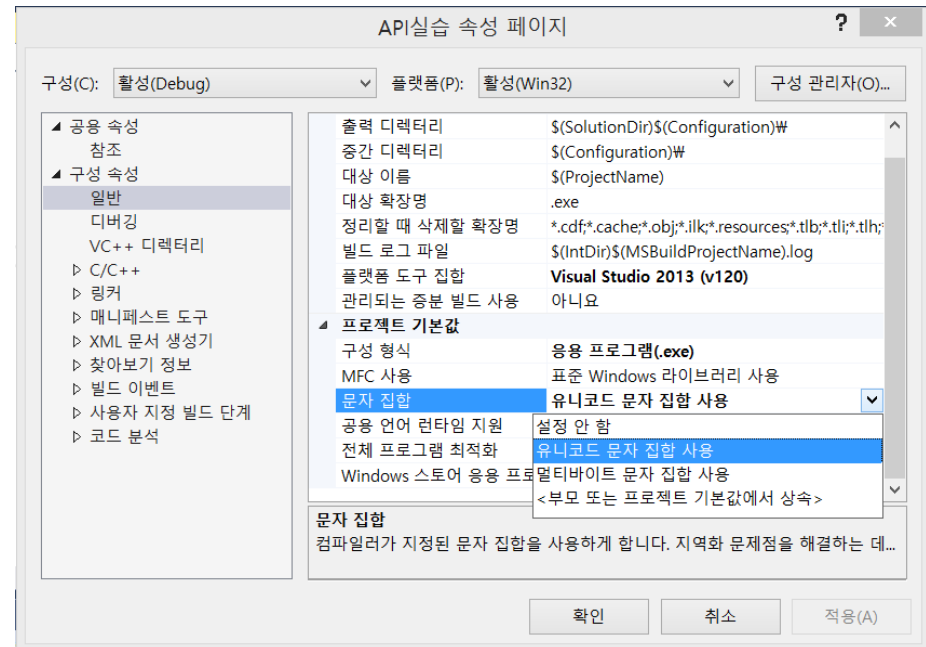 API실습 속성 페이지
? ×
구성(C): 활성(Debug) 플랫폼(P): 활성(Win32) 구성 관리자(O)...
공용 속성
참조
구성 속성
일반
디버깅
VC++ 디렉터리
C/C++
링커
매니페스트 도구
XML 문서 생성기
찾아보기 정보
빌드 이벤트
사용자 지정 빌드 단계
코드 분석
출력 디렉터리 $(SolutionDir)$(Configuration)₩
중간 디렉터리 $(Configuration)₩
대상 이름 $(ProjectName)
대상 확장명 .exe
정리할 때 삭제할 확장명 *.cdf;*.cache;*.obj;*.ilk;*.resources;*.tlb;*.tli;*.tlh;
빌드 로그 파일 $(IntDir)$(MSBuildProjectName).log
플랫폼 도구 집합 Visual Studio 2013 (v120)
관리되는 증분 빌드 사용 아니요
프로젝트 기본값
구성 형식 응용 프로그램(.exe)
MFC 사용 표준 Windows 라이브러리 사용
문자 집합 유니코드 문자 집합 사용
공용 언어 런타임 지원 설정 안 함
전체 프로그램 최적화 유니코드 문자 집합 사용
Windows 스토어 응용 프로 멀티바이트 문자 집합 사용
<부모 또는 프로젝트 기본값에서 상속>
문자 집합
컴파일러가 지정된 문자 집합을 사용하게 합니다. 지역화 문제점을 해결하는 데...
확인 취소 적용(A)